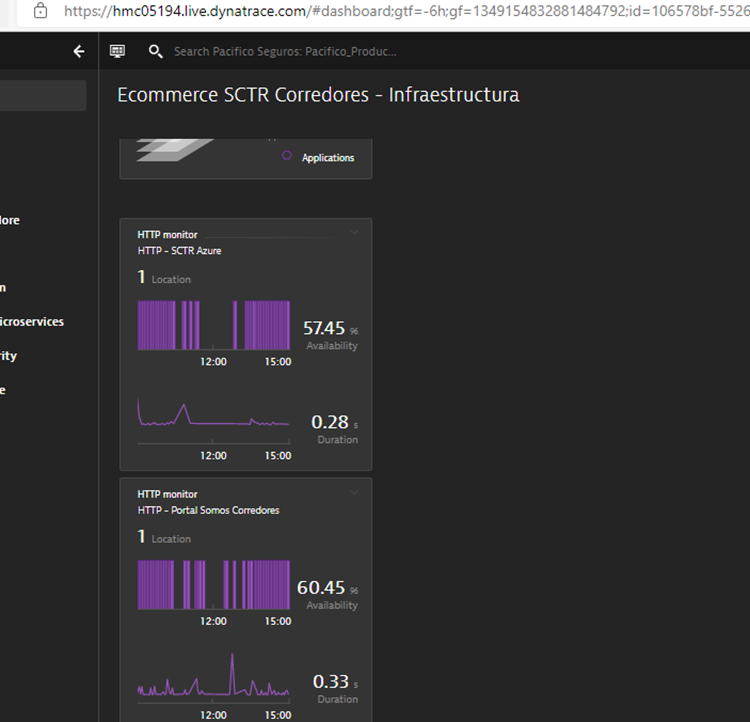 https://hmc05194.live.dynatrace.com/#dashboard;gtf=-6h;gf=1349154832881484792;id=106578bf-5526
Search Pacifico Seguros: Pacifico_Produc...
Ecommerce SCTR Corredores - Infraestructura
Applications
lore
n
icroservices
rity
e
HTTP monitor
HTTP - SCTR Azure
1 Location
57.45 %
Availability
12:00 15:00
0.28 s
Duration
12:00 15:00
HTTP monitor
HTTP - Portal Somos Corredores
1 Location
60.45 %
Availability
12:00 15:00
0.33 s
Duration
12:00 15:00